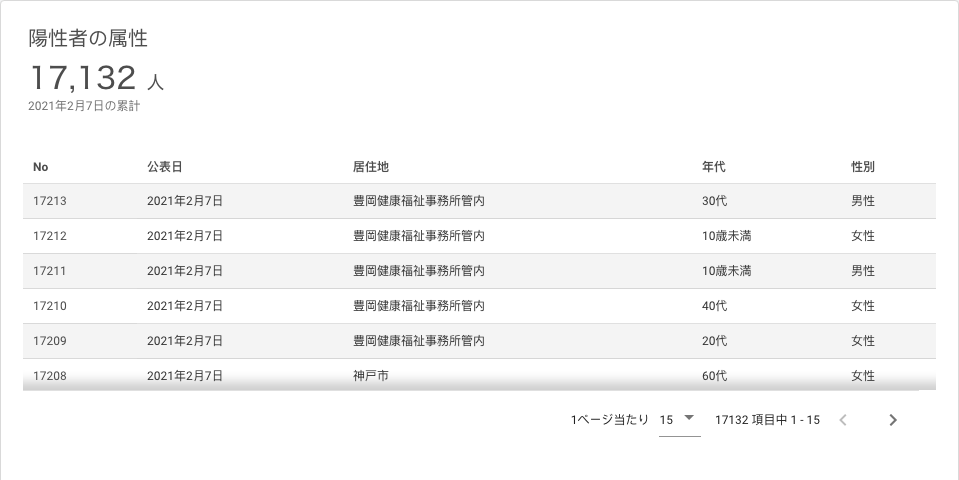 陽性者の属性
17,132 人
2021年2月7日の累計
No 公表日 居住地 年代 性別
17213 2021年2月7日 豊岡健康福祉事務所管内 30代 男性
17212 2021年2月7日 豊岡健康福祉事務所管内 10歳未満 女性
17211 2021年2月7日 豊岡健康福祉事務所管内 10歳未満 男性
17210 2021年2月7日 豊岡健康福祉事務所管内 40代 女性
17209 2021年2月7日 豊岡健康福祉事務所管内 20代 女性
17208 2021年2月7日 神戸市 60代 女性
1ページ当たり 15 17132 項目中 1 - 15